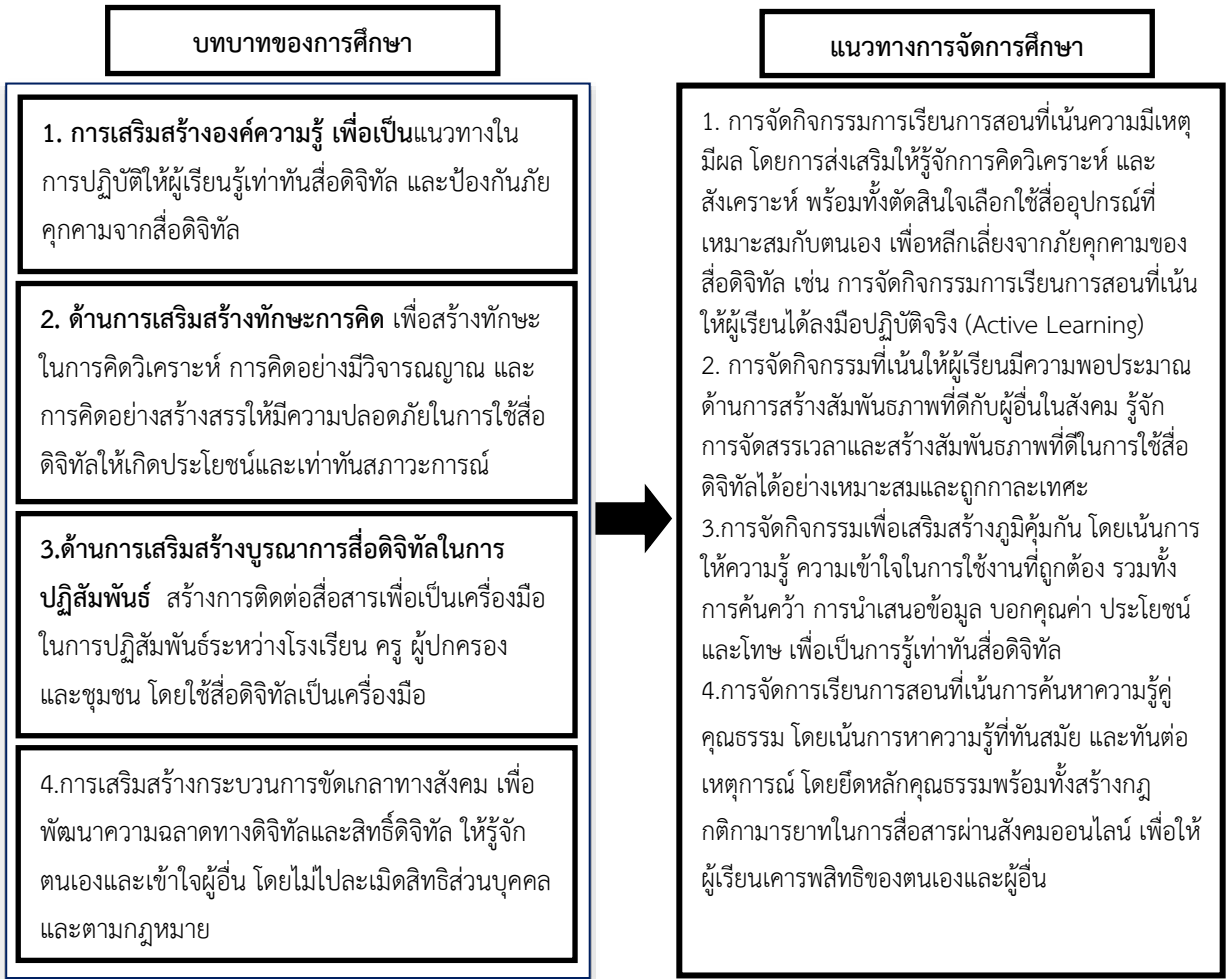 บทบาทของการศึกษา
1. การเสริมสร้างองค์ความรู้ เพื่อเป็นแนวทางใน
การปฏิบัติให้ผู้เรียนรู้เท่าทันสื่อดิจิทัล และป้องกันภัย
คุกคามจากสื่อดิจิทัล
2. ด้านการเสริมสร้างทักษะการคิด เพื่อสร้างทักษะ
ในการคิดวิเคราะห์ การคิดอย่างมีวิจารณญาณ และ
การคิดอย่างสร้างสรรให้มีความปลอดภัยในการใช้สื่อ
ดิจิทัลให้เกิดประโยชน์และเท่าทันสภาวะการณ์
3.ด้านการเสริมสร้างบูรณาการสื่อดิจิทัลในการ
ปฏิสัมพันธ์ สร้างการติดต่อสื่อสารเพื่อเป็นเครื่องมือ
ในการปฏิสัมพันธ์ระหว่างโรงเรียน ครู ผู้ปกครอง
และชุมชน โดยใช้สื่อดิจิทัลเป็นเครื่องมือ
4.การเสริมสร้างกระบวนการขัดเกลาทางสังคม เพื่อ
พัฒนาความฉลาดทางดิจิทัลและสิทธิ์ดิจิทัล ให้รู้จัก
ตนเองและเข้าใจผู้อื่น โดยไม่ไปละเมิดสิทธิส่วนบุคคล
และตามกฎหมาย
แนวทางการจัดการศึกษา
1. การจัดกิจกรรมการเรียนการสอนที่เน้นความมีเหตุ
มีผล โดยการส่งเสริมให้รู้จักการคิดวิเคราะห์ และ
สังเคราะห์ พร้อมทั้งตัดสินใจเลือกใช้สื่ออุปกรณ์ที่
เหมาะสมกับตนเอง เพื่อหลีกเลี่ยงจากภัยคุกคามของ
สื่อดิจิทัล เช่น การจัดกิจกรรมการเรียนการสอนที่เน้น
ให้ผู้เรียนได้ลงมือปฏิบัติจริง (Active Learning)
2. การจัดกิจกรรมที่เน้นให้ผู้เรียนมีความพอประมาณ
ด้านการสร้างสัมพันธภาพที่ดีกับผู้อื่นในสังคม รู้จัก
การจัดสรรเวลาและสร้างสัมพันธภาพที่ดีในการใช้สื่อ
ดิจิทัลได้อย่างเหมาะสมและถูกกาละเทศะ
3.การจัดกิจกรรมเพื่อเสริมสร้างภูมิคุ้มกัน โดยเน้นการ
ให้ความรู้ ความเข้าใจในการใช้งานที่ถูกต้อง รวมทั้ง
การค้นคว้า การนำเสนอข้อมูล บอกคุณค่า ประโยชน์
และโทษ เพื่อเป็นการรู้เท่าทันสื่อดิจิทัล
4.การจัดการเรียนการสอนที่เน้นการค้นหาความรู้คู่
คุณธรรม โดยเน้นการหาความรู้ที่ทันสมัย และทันต่อ
เหตุการณ์ โดยยึดหลักคุณธรรมพร้อมทั้งสร้างกฎ
กติกามารยาทในการสื่อสารผ่านสังคมออนไลน์ เพื่อให้
ผู้เรียนเคารพสิทธิของตนเองและผู้อื่น